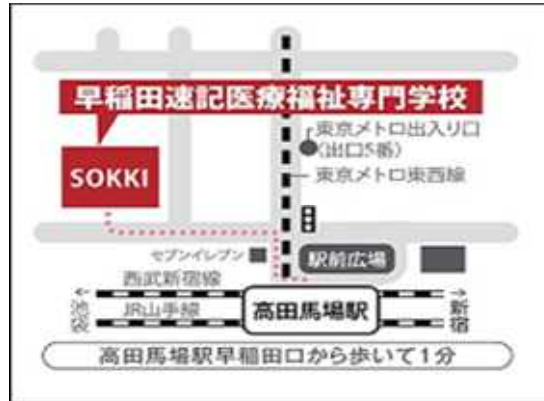 早稲田速記医療福祉専門学校
東京メトロ出入り口
(出口5番)
SOKKI
東京メトロ東西線
セブンイレブン
駅前広場
西武新宿線
JR山手線
高田馬場駅
新宿
高田馬場駅早稲田口から歩いて1分